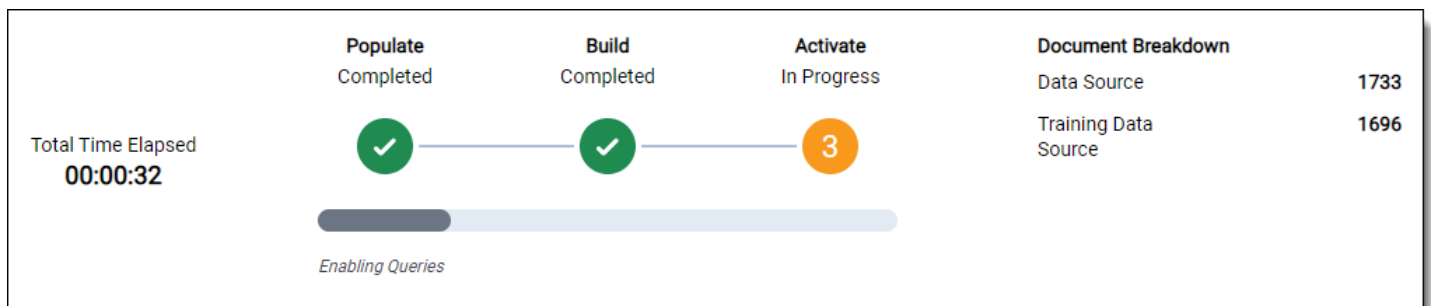 Populate
Completed
Build
Completed
Activate
In Progress
Total Time Elapsed
00:00:32
3
Enabling Queries
Document Breakdown
Data Source 1733
Training Data 1696
Source